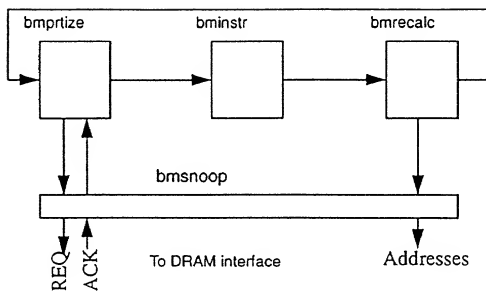 bmprtize bminstr bmrecalc
bmsnoop
REQ ACK To DRAM interface Addresses